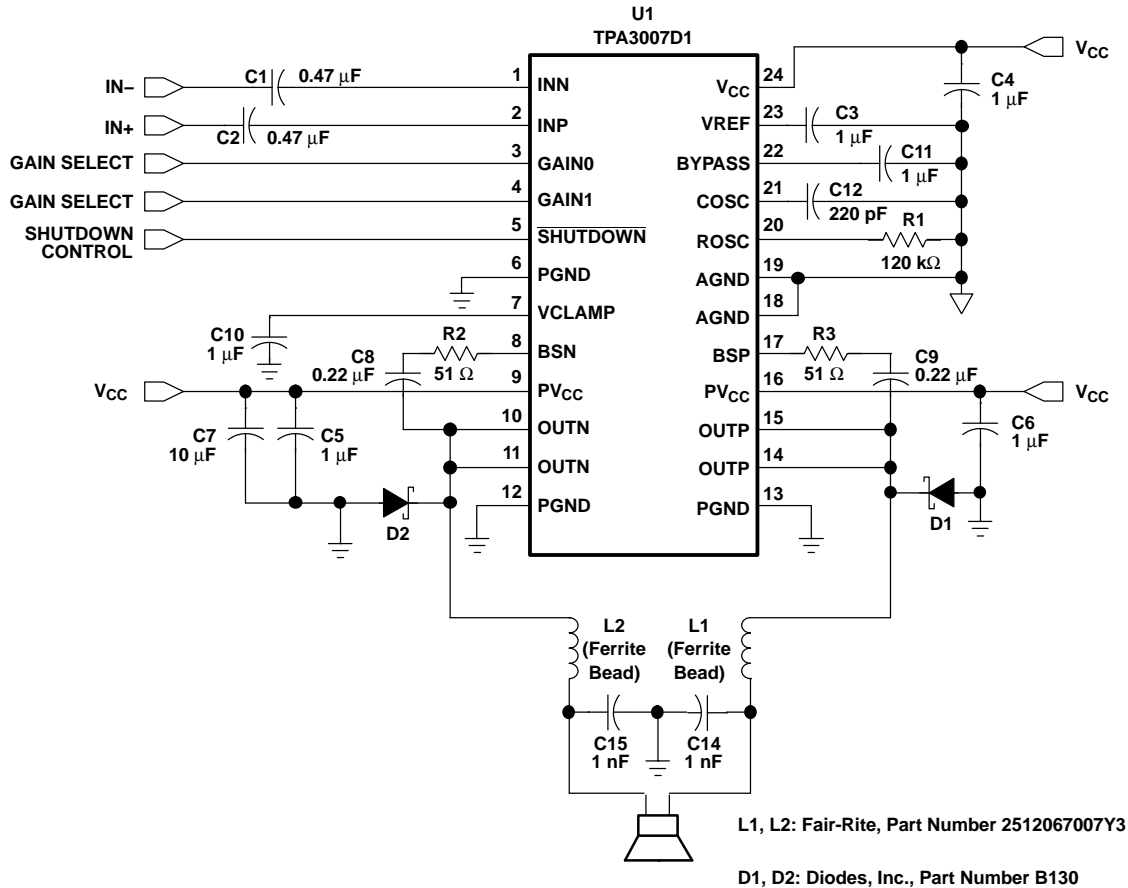 U1
TPA3007D1
IN–
C1
0.47 µF
1
INN
IN+
C2
0.47 µF
2
INP
GAIN SELECT
3
GAIN0
GAIN SELECT
4
GAIN1
SHUTDOWN
CONTROL
5
SHUTDOWN
6
PGND
7
VCLAMP
C10
1 µF
R2
51 Ω
8
BSN
C8
0.22 µF
VCC
9
PVCC
10
OUTN
C7
10 µF
C5
1 µF
11
OUTN
12
PGND
D2
VCC
24
VCC
C4
1 µF
VREF
23
C3
1 µF
BYPASS
22
C11
1 µF
COSC
21
C12
220 pF
ROSC
20
R1
120 kΩ
AGND
19
AGND
18
BSP
17
R3
51 Ω
C9
0.22 µF
PVCC
16
VCC
OUTP
15
C6
1 µF
OUTP
14
PGND
13
D1
L2
(Ferrite
Bead)
L1
(Ferrite
Bead)
C15
1 nF
C14
1 nF
L1, L2: Fair-Rite, Part Number 2512067007Y3
D1, D2: Diodes, Inc., Part Number B130